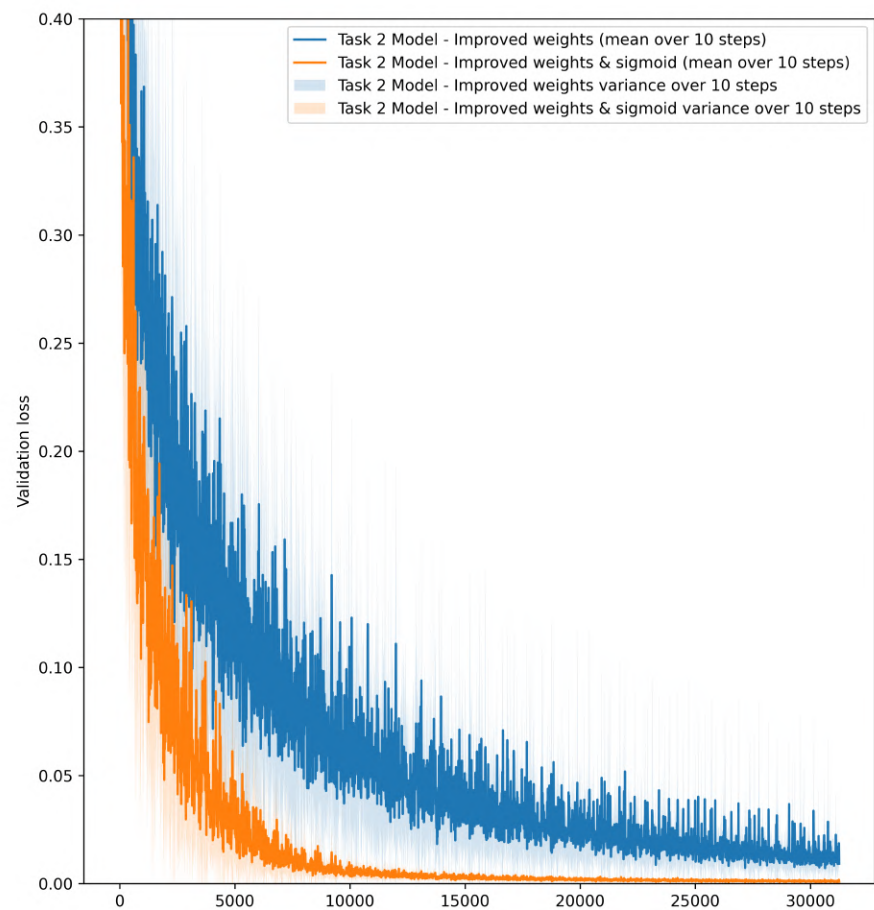 0.40
0.35
0.30
0.25
0.20
0.15
0.10
0.05
0.00
Validation loss
Task 2 Model - Improved weights (mean over 10 steps)
Task 2 Model - Improved weights & sigmoid (mean over 10 steps)
Task 2 Model - Improved weights variance over 10 steps
Task 2 Model - Improved weights & sigmoid variance over 10 steps
0 5000 10000 15000 20000 25000 30000